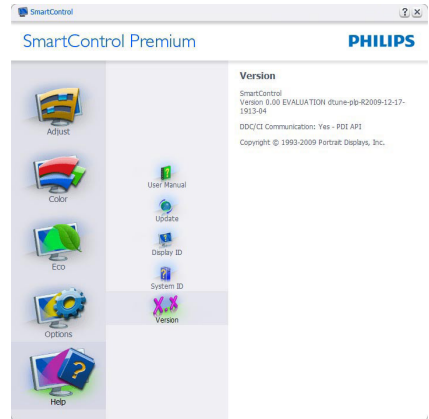 SmartControl
SmartControl Premium
PHILIPS
Adjust
Color
Eco
Options
Help
User Manual
Update
Display ID
System ID
X.X
Version
Version
SmartControl
Version 0.00 EVALUATION dtune-plp-R2009-12-17-
1913-04
DDC/CI Communication: Yes - PDI API
Copyright © 1993-2009 Portrait Displays, Inc.